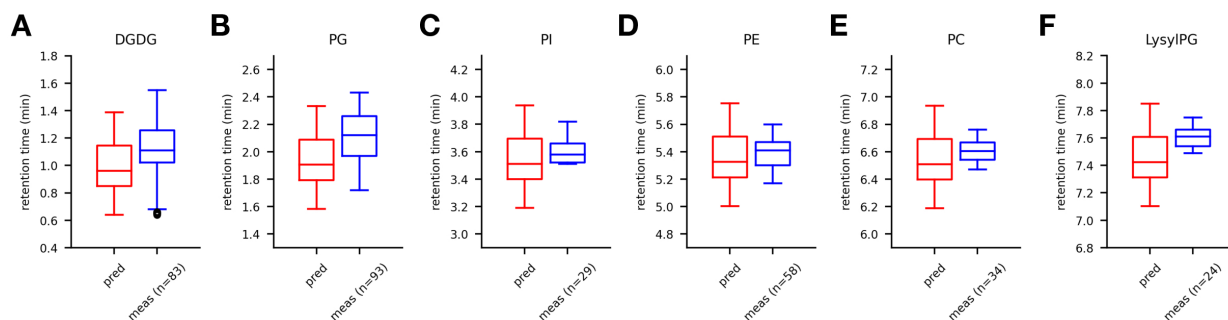 A B C D E F
DGDG PG PI PE PC LysylPG
retention time (min)
1.8
1.6
1.4
1.2
1.0
0.8
0.6
0.4
pred
meas (n=83)
retention time (min)
2.6
2.4
2.2
2.0
1.8
1.6
1.4
pred
meas (n=93)
retention time (min)
4.2
4.0
3.8
3.6
3.4
3.2
3.0
pred
meas (n=29)
retention time (min)
6.0
5.8
5.6
5.4
5.2
5.0
4.8
pred
meas (n=58)
retention time (min)
7.2
7.0
6.8
6.6
6.4
6.2
6.0
pred
meas (n=34)
retention time (min)
8.2
8.0
7.8
7.6
7.4
7.2
7.0
6.8
pred
meas (n=24)